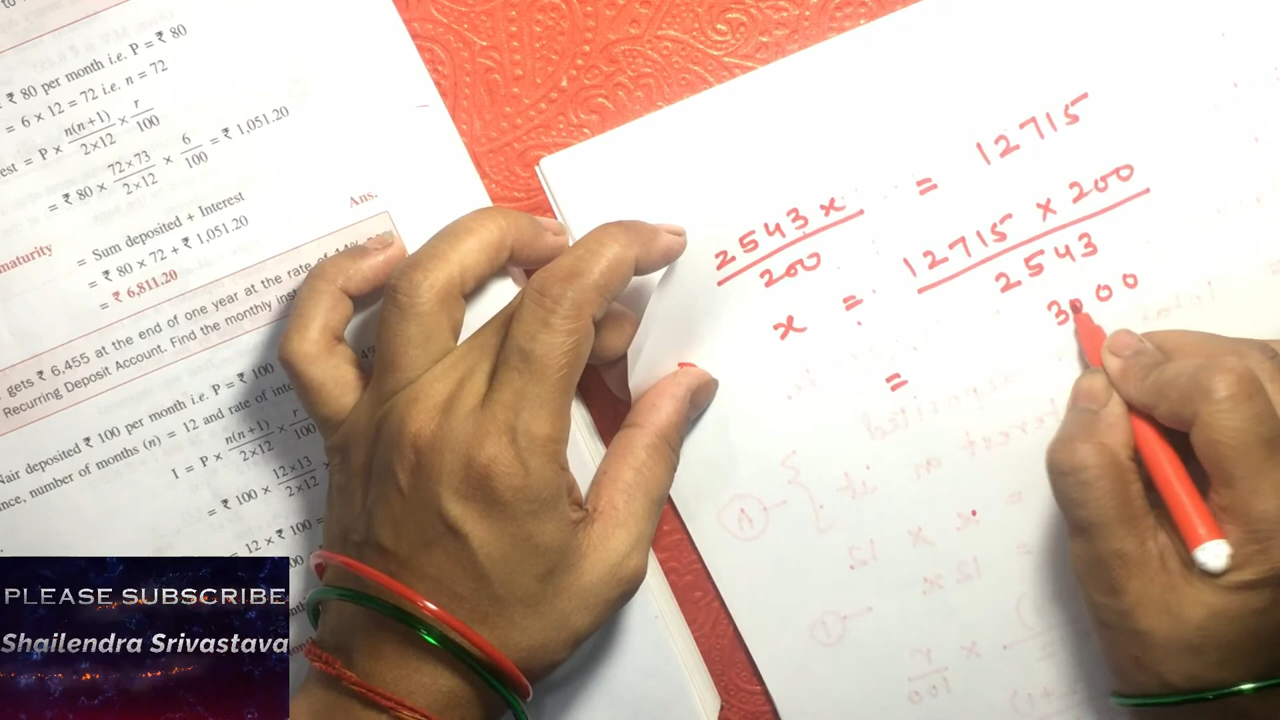 = ₹ 80 per month i.e. P = ₹ 80
= 6 × 12 = 72 i.e. n = 72
est = P × n(n+1)/2×12 × r/100
= ₹ 80 × 72×73/2×12 × 6/100 = ₹ 1,051.20
maturity = Sum deposited + Interest
= ₹ 80 × 72 + ₹ 1,051.20
= ₹ 6,811.20
Ans.
gets ₹ 6,455 at the end of one year at the rate of 14%
Recurring Deposit Account. Find the monthly inst
Nair deposited ₹ 100 per month i.e. P = ₹ 100
nce, number of months (n) = 12 and rate of inte
I = P × n(n+1)/2×12 × r/100
= ₹ 100 × 12×13/2×12 ×
12 × ₹ 100 =
2543x/200 = 12715
x = 12715 × 200/2543
=
3000
PLEASE SUBSCRIBE
Shailendra Srivastava